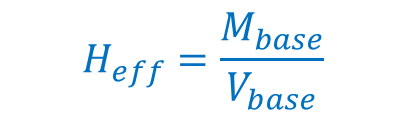 H_eff = M_base / V_base